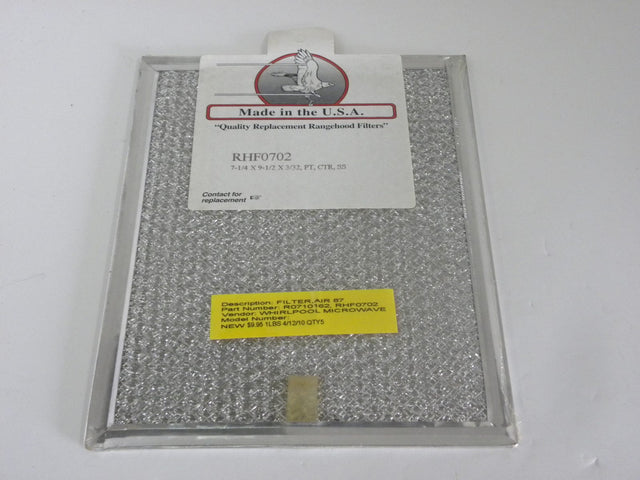 Made in the U.S.A.
"Quality Replacement Rangehood Filters"
RHF0702
7-1/4 X 9-1/2 X 3/32, PT, CTR, SS
Contact for
replacement
Description: FILTER,AIR 87
Part Number: R0710162, RHF0702
Vendor: WHIRLPOOL MICROWAVE
Model Number:
NEW $9.95 1LBS 4/12/10 QTY5